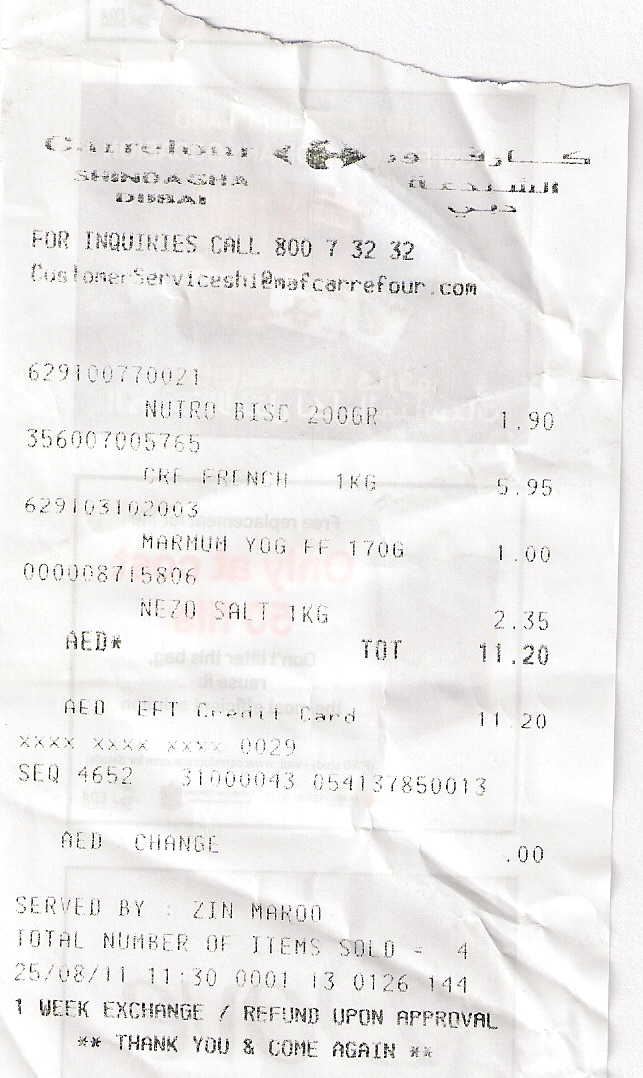 Carrefour كارفور
SHINDAGHA الشندغة
DUBAI دبي
FOR INQUIRIES CALL 800 7 32 32
CustomerServiceshi@mafcarrefour.com
629100770021
NUTRO BISC 200GR 1.90
356007005765
CRF FRENCH 1KG 5.95
629103102003
MARMUM YOG FF 170G 1.00
000008715806
NEZO SALT 1KG 2.35
AED* TOT 11.20
AED EFT Credit Card 11.20
XXXX XXXX XXXX 0029
SEQ 4652 31000043 054137850013
AED CHANGE .00
SERVED BY : ZIN MAROO
TOTAL NUMBER OF ITEMS SOLD = 4
25/08/11 11:30 0001 13 0126 144
1 WEEK EXCHANGE / REFUND UPON APPROVAL
** THANK YOU & COME AGAIN **